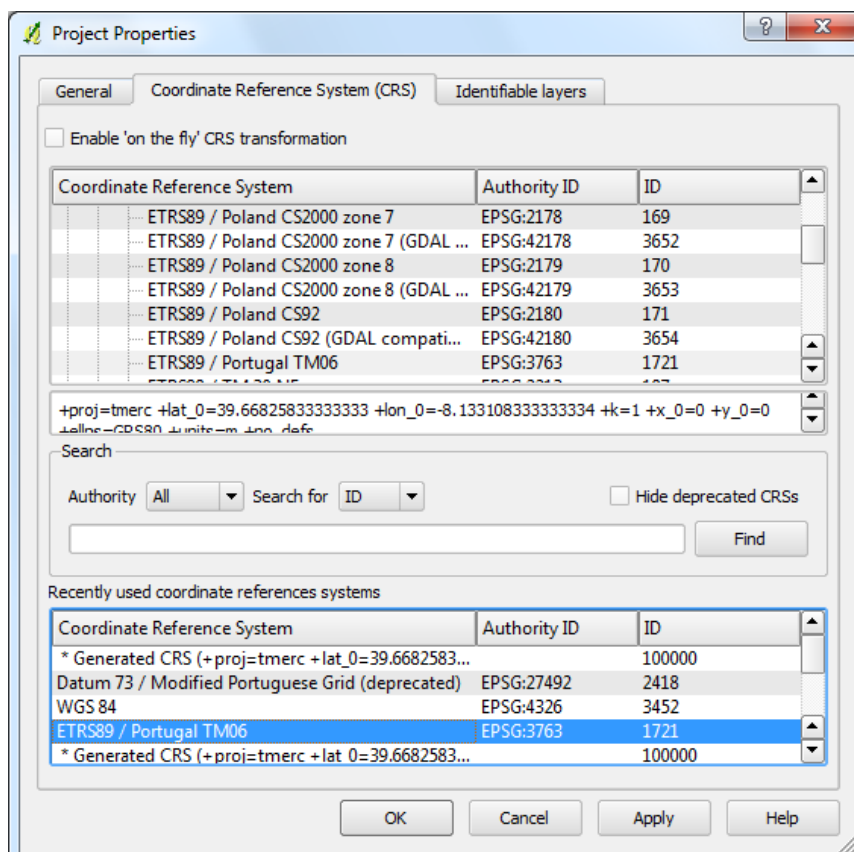 Project Properties
General Coordinate Reference System (CRS) Identifiable layers
Enable 'on the fly' CRS transformation
Coordinate Reference System Authority ID ID
ETRS89 / Poland CS2000 zone 7 EPSG:2178 169
ETRS89 / Poland CS2000 zone 7 (GDAL ... EPSG:42178 3652
ETRS89 / Poland CS2000 zone 8 EPSG:2179 170
ETRS89 / Poland CS2000 zone 8 (GDAL ... EPSG:42179 3653
ETRS89 / Poland CS92 EPSG:2180 171
ETRS89 / Poland CS92 (GDAL compati... EPSG:42180 3654
ETRS89 / Portugal TM06 EPSG:3763 1721
+proj=tmerc +lat_0=39.66825833333333 +lon_0=-8.133108333333334 +k=1 +x_0=0 +y_0=0
+ellps=GRS80 +units=m +no_defs
Search
Authority All Search for ID Hide deprecated CRSs
Find
Recently used coordinate references systems
Coordinate Reference System Authority ID ID
* Generated CRS (+proj=tmerc +lat_0=39.6682583... 100000
Datum 73 / Modified Portuguese Grid (deprecated) EPSG:27492 2418
WGS 84 EPSG:4326 3452
ETRS89 / Portugal TM06 EPSG:3763 1721
* Generated CRS (+proj=tmerc +lat_0=39.6682583... 100000
OK Cancel Apply Help